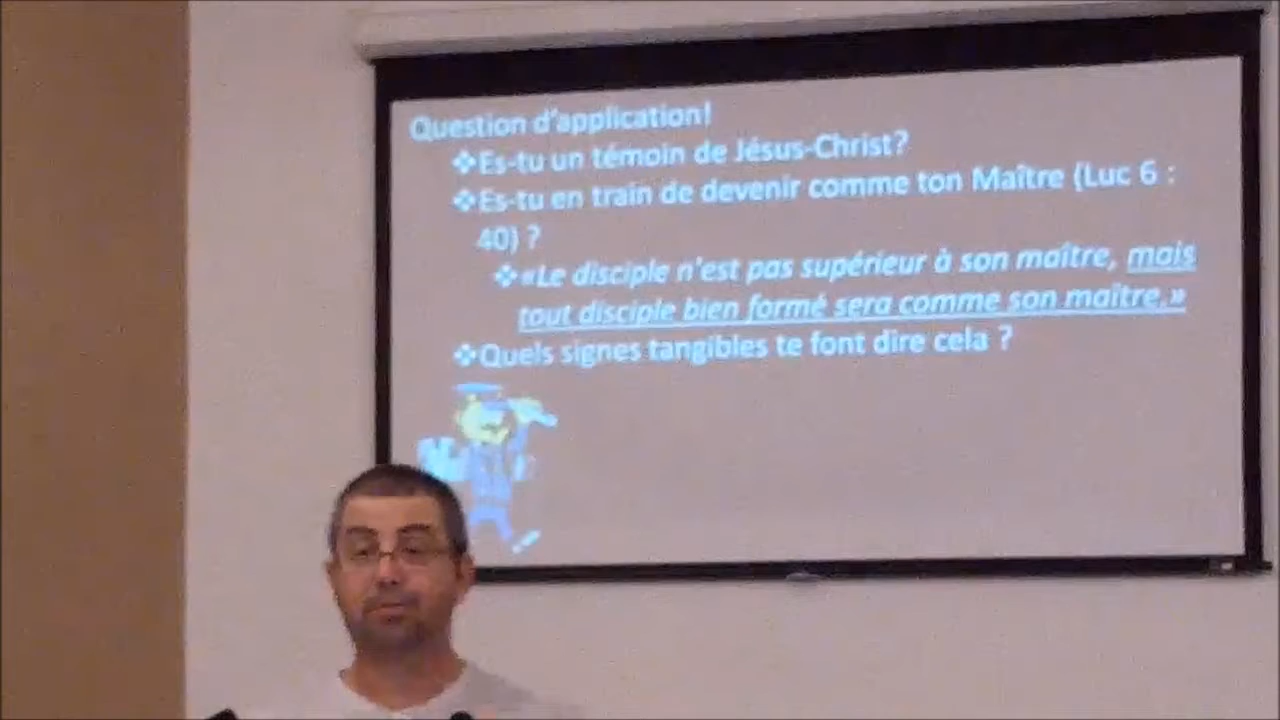 Question d'application!
❖Es-tu un témoin de Jésus-Christ?
❖Es-tu en train de devenir comme ton Maître (Luc 6 :
40) ?
❖«Le disciple n'est pas supérieur à son maître, mais
tout disciple bien formé sera comme son maître.»
❖Quels signes tangibles te font dire cela ?